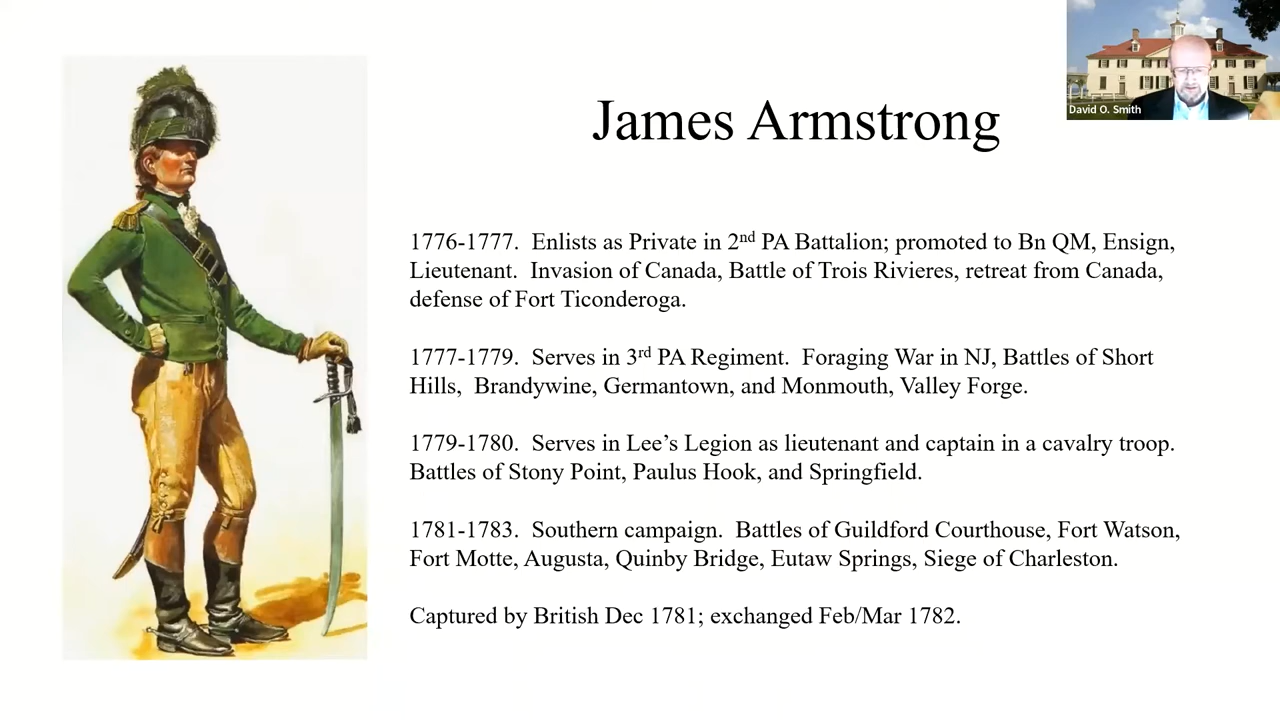 David O. Smith
James Armstrong
1776-1777.  Enlists as Private in 2nd PA Battalion; promoted to Bn QM, Ensign,
Lieutenant.  Invasion of Canada, Battle of Trois Rivieres, retreat from Canada,
defense of Fort Ticonderoga.
1777-1779.  Serves in 3rd PA Regiment.  Foraging War in NJ, Battles of Short
Hills,  Brandywine, Germantown, and Monmouth, Valley Forge.
1779-1780.  Serves in Lee’s Legion as lieutenant and captain in a cavalry troop.
Battles of Stony Point, Paulus Hook, and Springfield.
1781-1783.  Southern campaign.  Battles of Guildford Courthouse, Fort Watson,
Fort Motte, Augusta, Quinby Bridge, Eutaw Springs, Siege of Charleston.
Captured by British Dec 1781; exchanged Feb/Mar 1782.